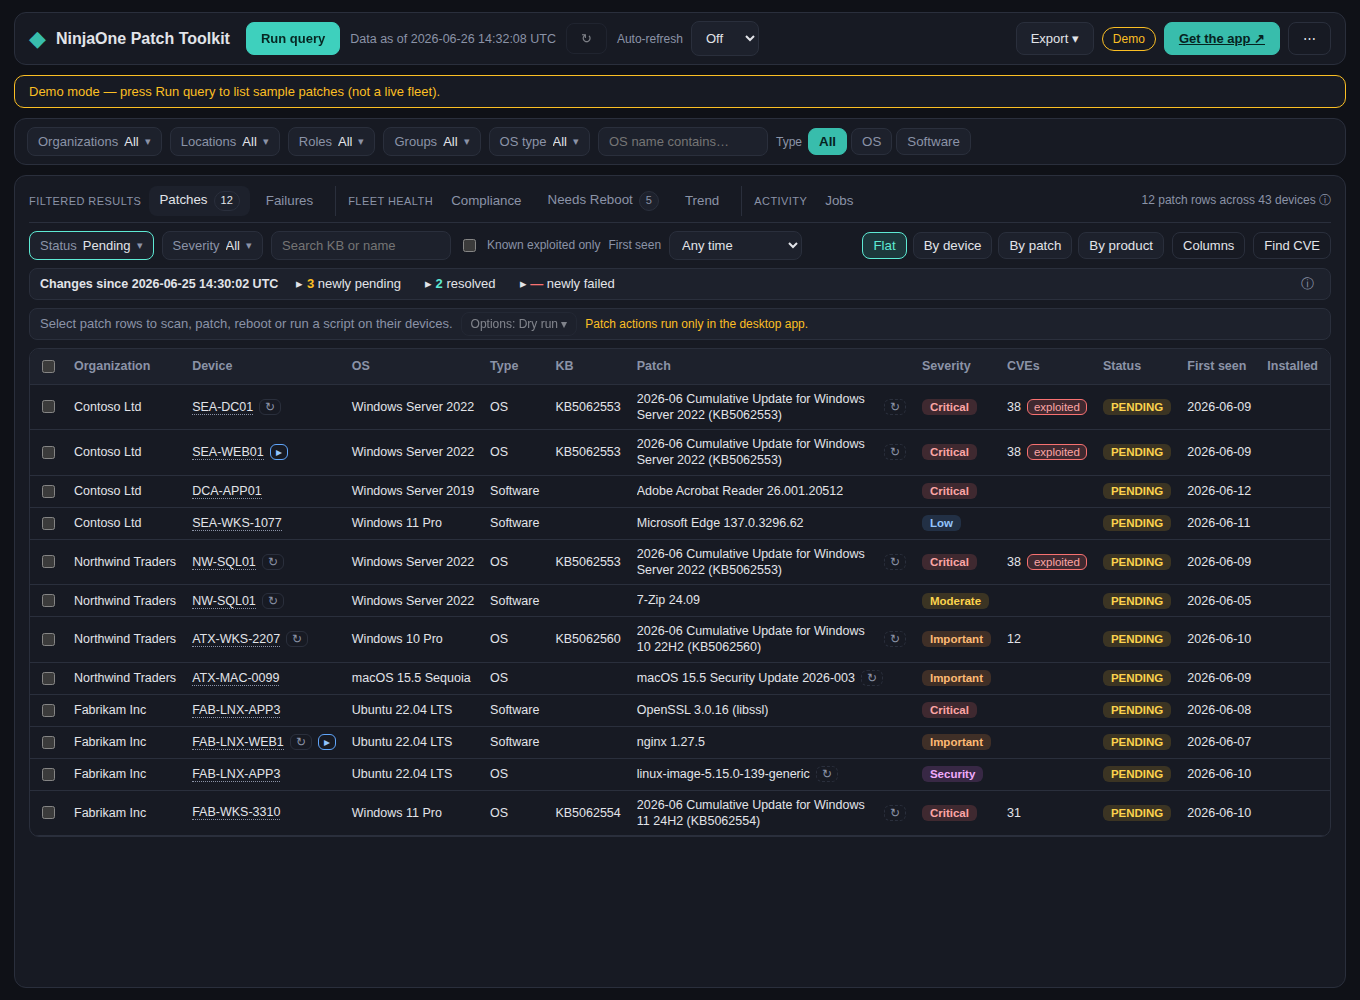 NinjaOne Patch Toolkit Run query Data as of 2026-06-26 14:32:08 UTC ↻ Auto-refresh Off Export ▾ Demo Get the app ↗ ⋯
Demo mode — press Run query to list sample patches (not a live fleet).
Organizations All ▾ Locations All ▾ Roles All ▾ Groups All ▾ OS type All ▾ OS name contains… Type All OS Software
FILTERED RESULTS Patches 12 Failures FLEET HEALTH Compliance Needs Reboot 5 Trend ACTIVITY Jobs 12 patch rows across 43 devices ⓘ
Status Pending ▾ Severity All ▾ Search KB or name Known exploited only First seen Any time Flat By device By patch By product Columns Find CVE
Changes since 2026-06-25 14:30:02 UTC ▸ 3 newly pending ▸ 2 resolved ▸ — newly failed ⓘ
Select patch rows to scan, patch, reboot or run a script on their devices. Options: Dry run ▾ Patch actions run only in the desktop app.
Organization Device OS Type KB Patch Severity CVEs Status First seen Installed
Contoso Ltd SEA-DC01 ↻ Windows Server 2022 OS KB5062553 2026-06 Cumulative Update for Windows
Server 2022 (KB5062553) ↻ Critical 38 exploited PENDING 2026-06-09
Contoso Ltd SEA-WEB01 ▸ Windows Server 2022 OS KB5062553 2026-06 Cumulative Update for Windows
Server 2022 (KB5062553) ↻ Critical 38 exploited PENDING 2026-06-09
Contoso Ltd DCA-APP01 Windows Server 2019 Software Adobe Acrobat Reader 26.001.20512 Critical PENDING 2026-06-12
Contoso Ltd SEA-WKS-1077 Windows 11 Pro Software Microsoft Edge 137.0.3296.62 Low PENDING 2026-06-11
Northwind Traders NW-SQL01 ↻ Windows Server 2022 OS KB5062553 2026-06 Cumulative Update for Windows
Server 2022 (KB5062553) ↻ Critical 38 exploited PENDING 2026-06-09
Northwind Traders NW-SQL01 ↻ Windows Server 2022 Software 7-Zip 24.09 Moderate PENDING 2026-06-05
Northwind Traders ATX-WKS-2207 ↻ Windows 10 Pro OS KB5062560 2026-06 Cumulative Update for Windows
10 22H2 (KB5062560) ↻ Important 12 PENDING 2026-06-10
Northwind Traders ATX-MAC-0099 macOS 15.5 Sequoia OS macOS 15.5 Security Update 2026-003 ↻ Important PENDING 2026-06-09
Fabrikam Inc FAB-LNX-APP3 Ubuntu 22.04 LTS Software OpenSSL 3.0.16 (libssl) Critical PENDING 2026-06-08
Fabrikam Inc FAB-LNX-WEB1 ↻ ▸ Ubuntu 22.04 LTS Software nginx 1.27.5 Important PENDING 2026-06-07
Fabrikam Inc FAB-LNX-APP3 Ubuntu 22.04 LTS OS linux-image-5.15.0-139-generic ↻ Security PENDING 2026-06-10
Fabrikam Inc FAB-WKS-3310 Windows 11 Pro OS KB5062554 2026-06 Cumulative Update for Windows
11 24H2 (KB5062554) ↻ Critical 31 PENDING 2026-06-10